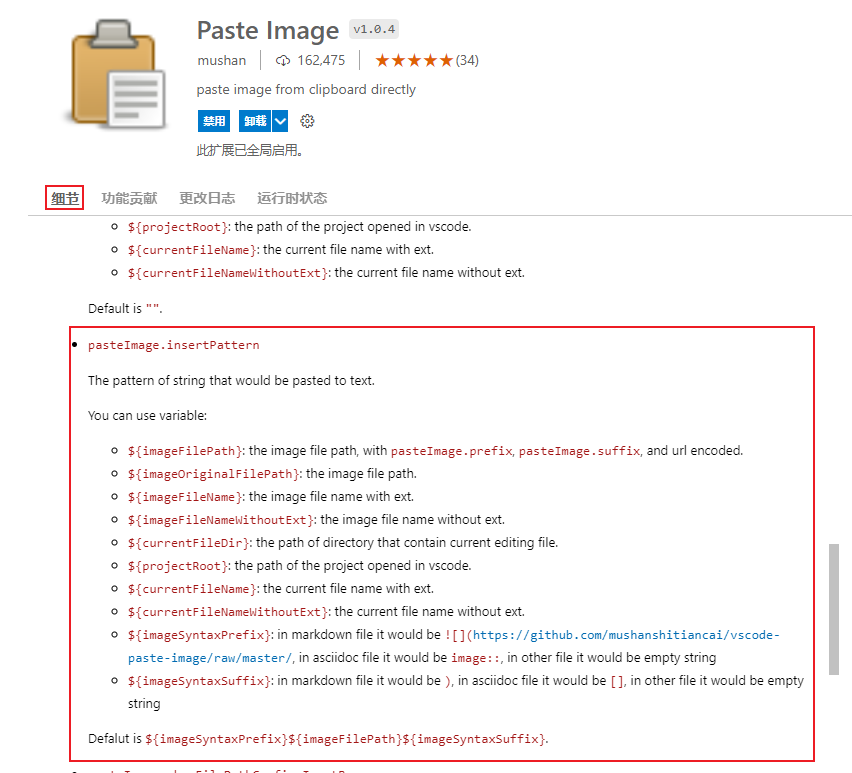 Paste Image v1.0.4
mushan 162,475 (34)
paste image from clipboard directly
禁用 卸载
此扩展已全局启用。
细节 功能贡献 更改日志 运行时状态
${projectRoot}: the path of the project opened in vscode.
${currentFileName}: the current file name with ext.
${currentFileNameWithoutExt}: the current file name without ext.
Default is "".
pasteImage.insertPattern
The pattern of string that would be pasted to text.
You can use variable:
${imageFilePath}: the image file path, with pasteImage.prefix, pasteImage.suffix, and url encoded.
${imageOriginalFilePath}: the image file path.
${imageFileName}: the image file name with ext.
${imageFileNameWithoutExt}: the image file name without ext.
${currentFileDir}: the path of directory that contain current editing file.
${projectRoot}: the path of the project opened in vscode.
${currentFileName}: the current file name with ext.
${currentFileNameWithoutExt}: the current file name without ext.
${imageSyntaxPrefix}: in markdown file it would be ![](https://github.com/mushanshitiancai/vscode-
paste-image/raw/master/, in asciidoc file it would be image::, in other file it would be empty string
${imageSyntaxSuffix}: in markdown file it would be ), in asciidoc file it would be [], in other file it would be empty
string
Defalut is ${imageSyntaxPrefix}${imageFilePath}${imageSyntaxSuffix}.